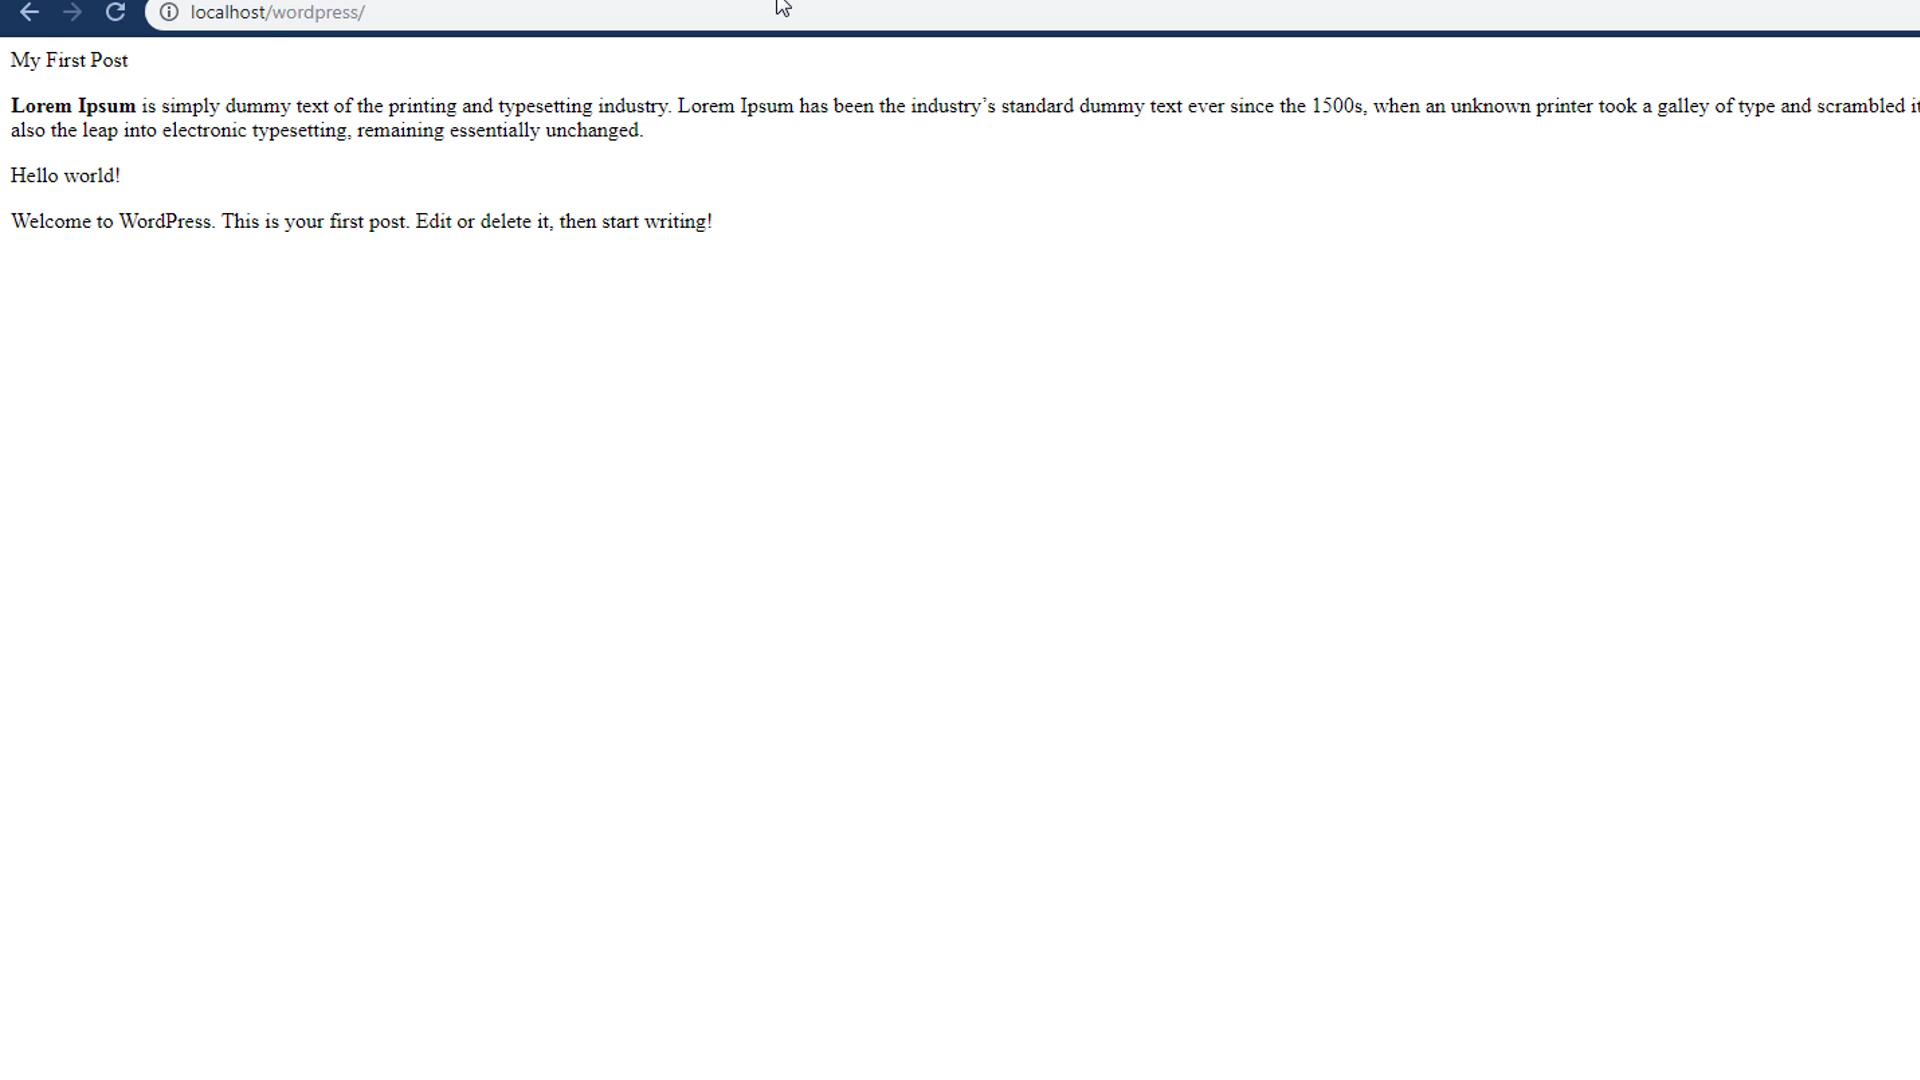 localhost/wordpress/
My First Post
Lorem Ipsum is simply dummy text of the printing and typesetting industry. Lorem Ipsum has been the industry’s standard dummy text ever since the 1500s, when an unknown printer took a galley of type and scrambled
also the leap into electronic typesetting, remaining essentially unchanged.
Hello world!
Welcome to WordPress. This is your first post. Edit or delete it, then start writing!